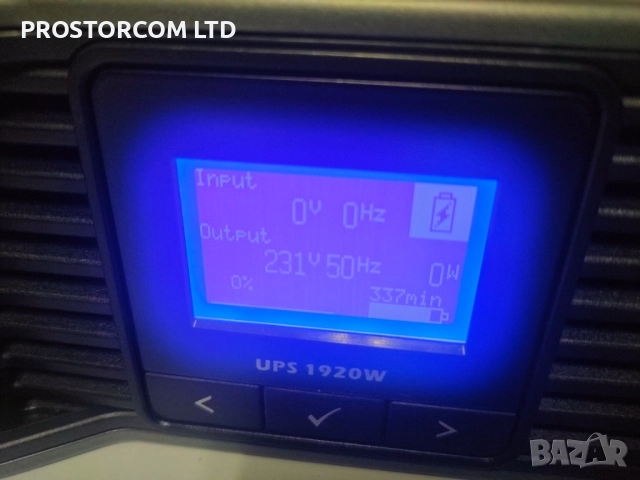 PROSTORCOM LTD
Input
0V 0Hz
Output
231V 50Hz 0W
0% 337min
UPS 1920W
BAZAR